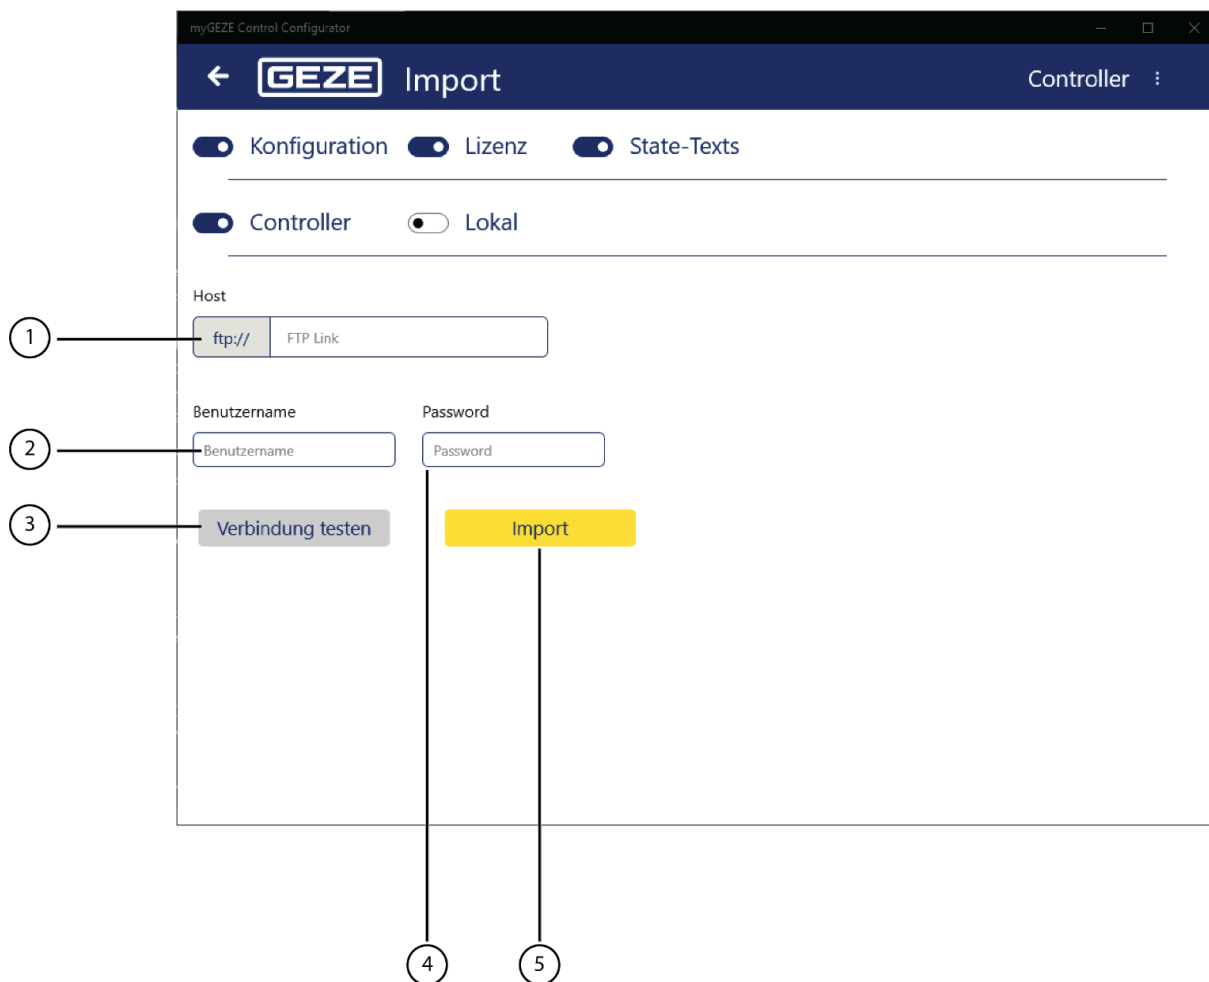 myGEZE Control Configurator
GEZE Import Controller
Konfiguration Lizenz State-Texts
Controller Lokal
Host
1 ftp:// FTP Link
Benutzername Password
2 Benutzername Password
3 Verbindung testen Import
4 5